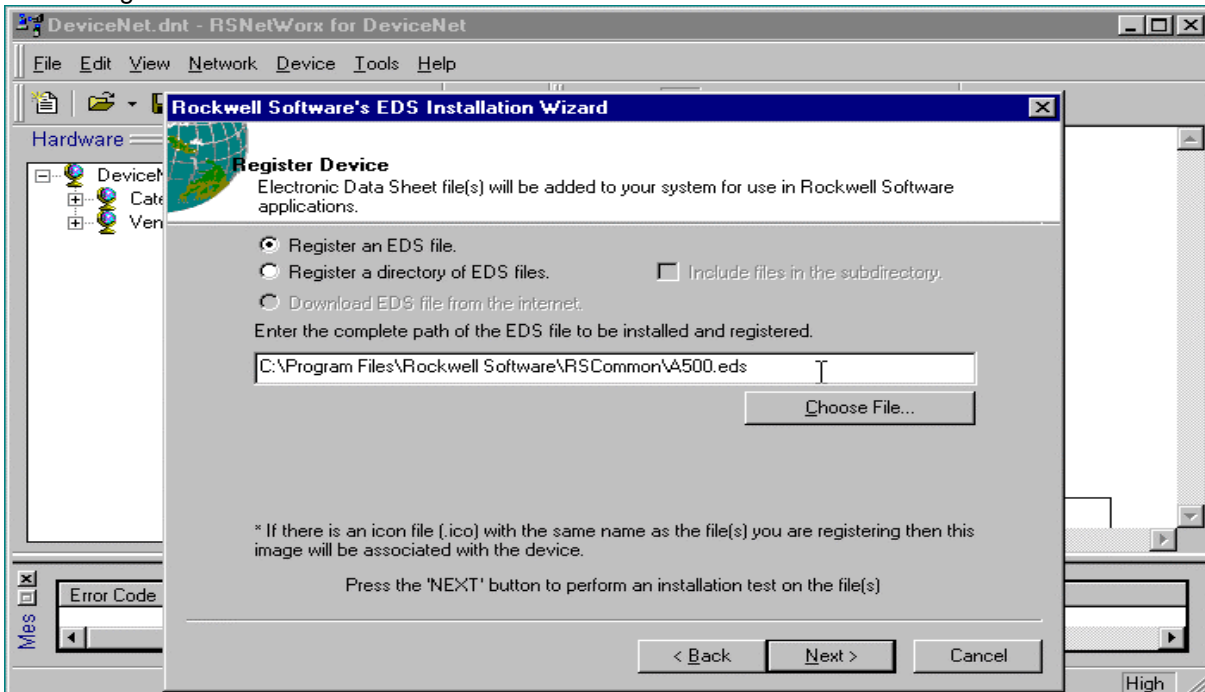 DeviceNet.dnt - RSNetWorx for DeviceNet
File Edit View Network Device Tools Help
Rockwell Software's EDS Installation Wizard
Hardware
Register Device
Electronic Data Sheet file(s) will be added to your system for use in Rockwell Software
applications.
Register an EDS file.
Register a directory of EDS files. Include files in the subdirectory.
Download EDS file from the internet.
Enter the complete path of the EDS file to be installed and registered.
C:\Program Files\Rockwell Software\RSCommon\A500.eds
Choose File...
* If there is an icon file (.ico) with the same name as the file(s) you are registering then this
image will be associated with the device.
Press the 'NEXT' button to perform an installation test on the file(s)
Error Code
Mes
< Back Next > Cancel
High